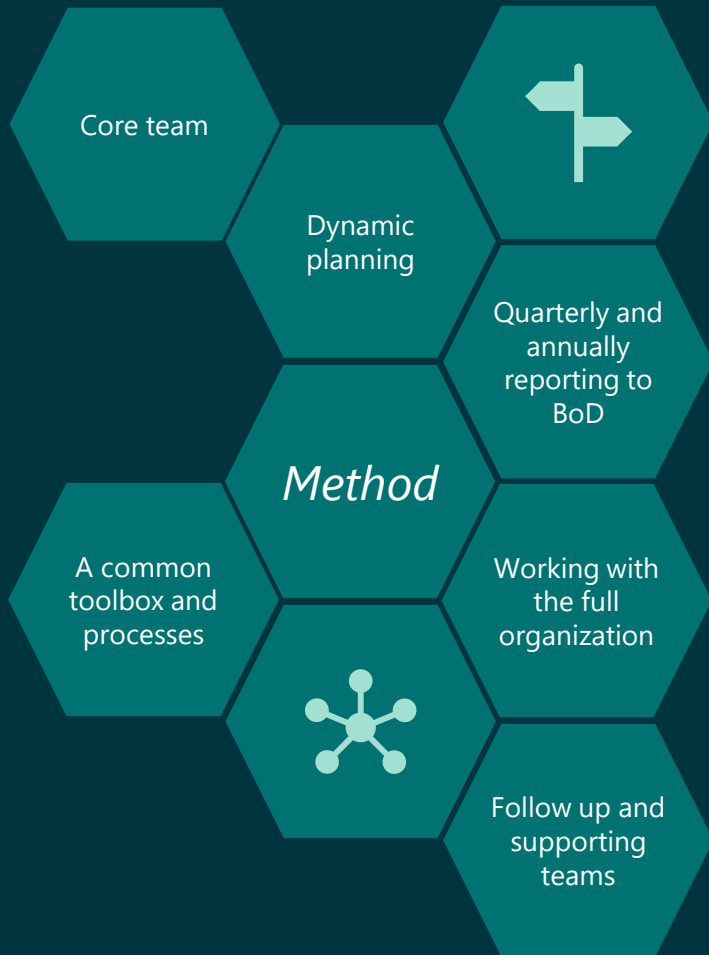 Core team
Dynamic
planning
Quarterly and
annually
reporting to
BoD
Method
A common
toolbox and
processes
Working with
the full
organization
Follow up and
supporting
teams